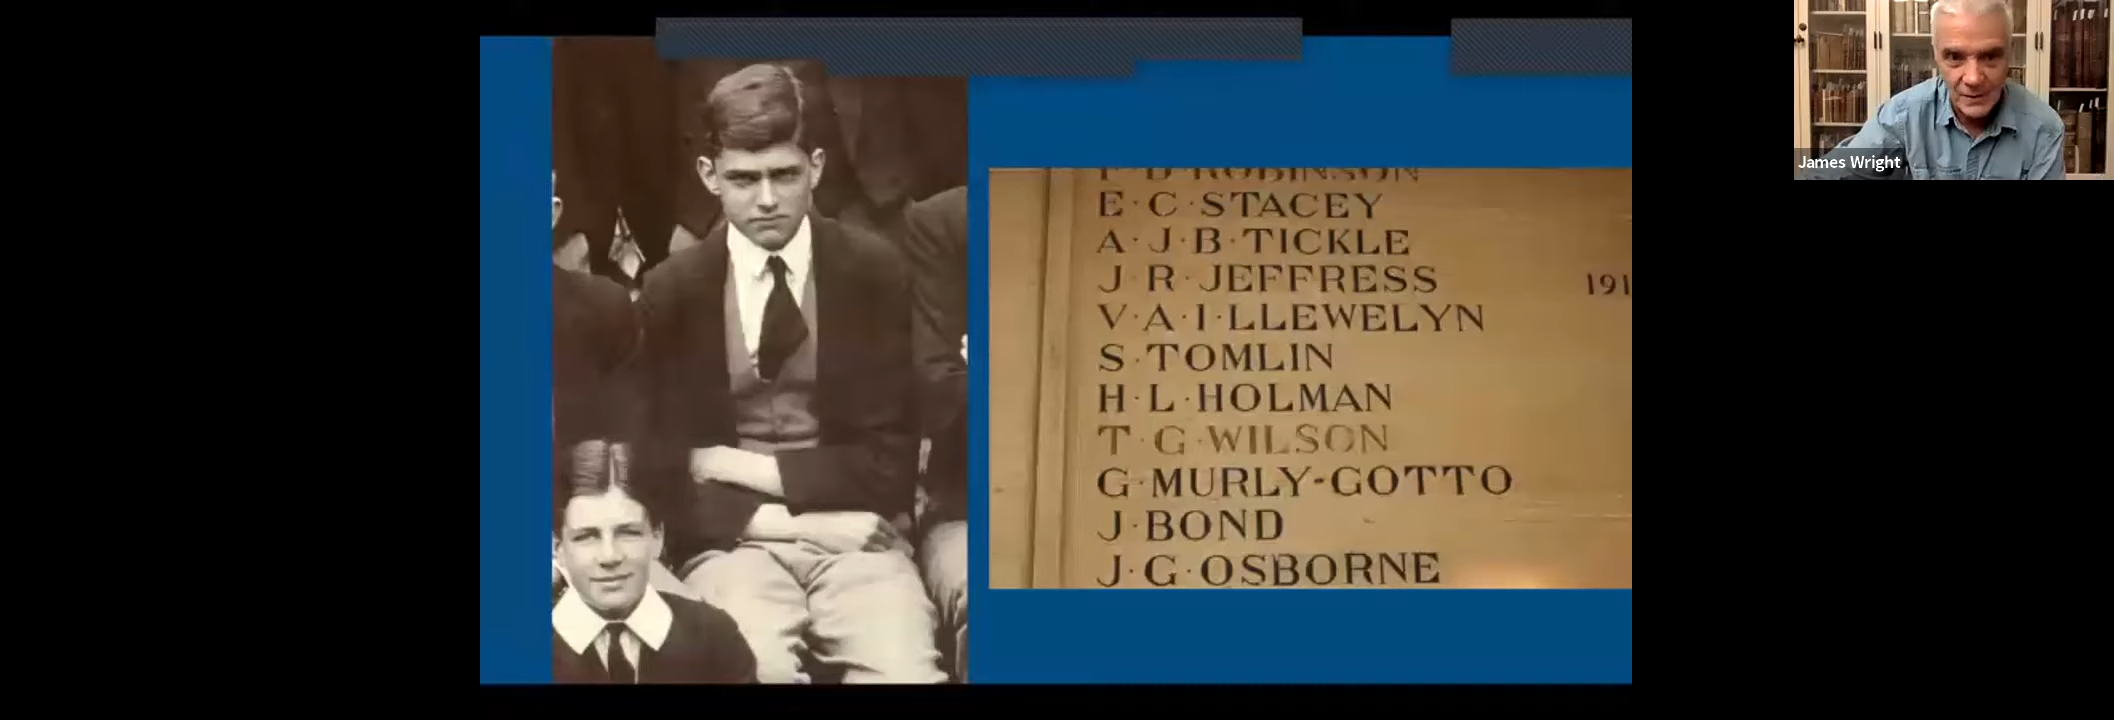 E·C·STACEY
A·J·B·TICKLE
J·R·JEFFRESS
V·A·I·LLEWELYN
S·TOMLIN
H·L·HOLMAN
T·G·WILSON
G·MURLY-GOTTO
J·BOND
J·G·OSBORNE
James Wright